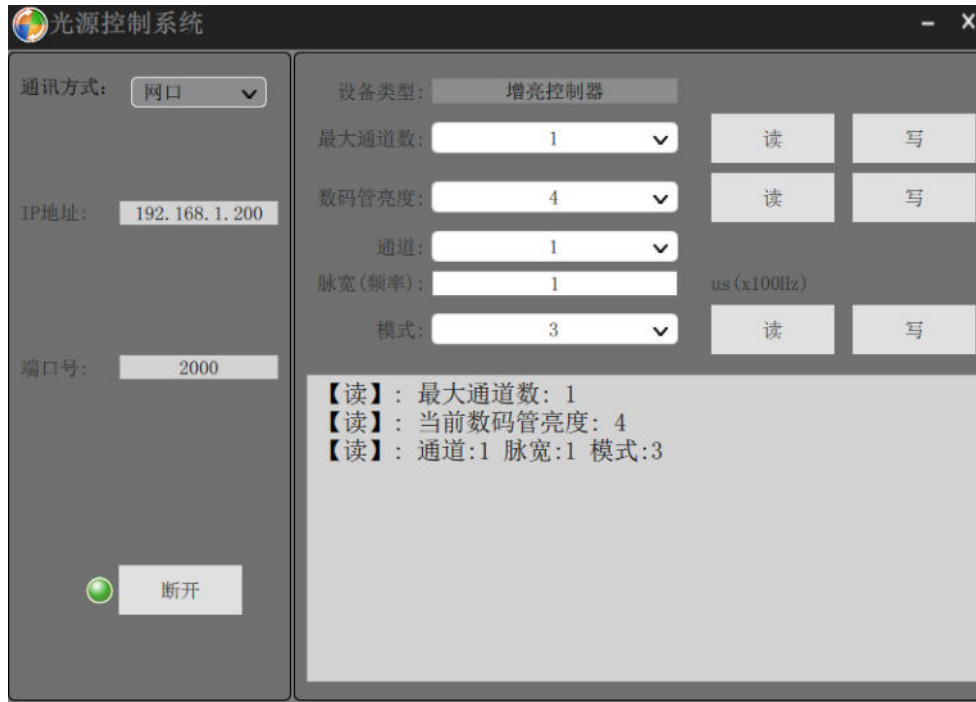 光源控制系统
通讯方式: 网口
IP地址: 192.168.1.200
端口号: 2000
断开
设备类型: 增亮控制器
最大通道数: 1 读 写
数码管亮度: 4 读 写
通道: 1
脉宽(频率): 1 us(x100Hz)
模式: 3 读 写
【读】: 最大通道数: 1
【读】: 当前数码管亮度: 4
【读】: 通道:1 脉宽:1 模式:3